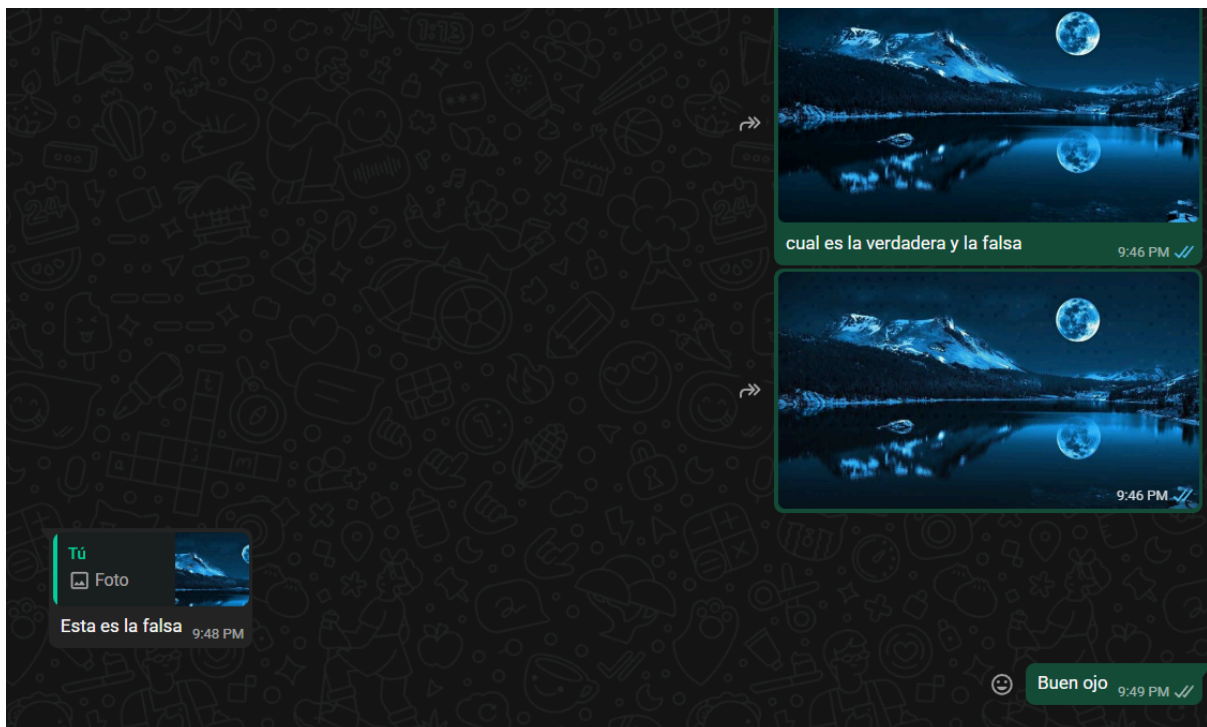 cual es la verdadera y la falsa
9:46 PM
9:46 PM
Tú
Foto
Esta es la falsa 9:48 PM
Buen ojo 9:49 PM